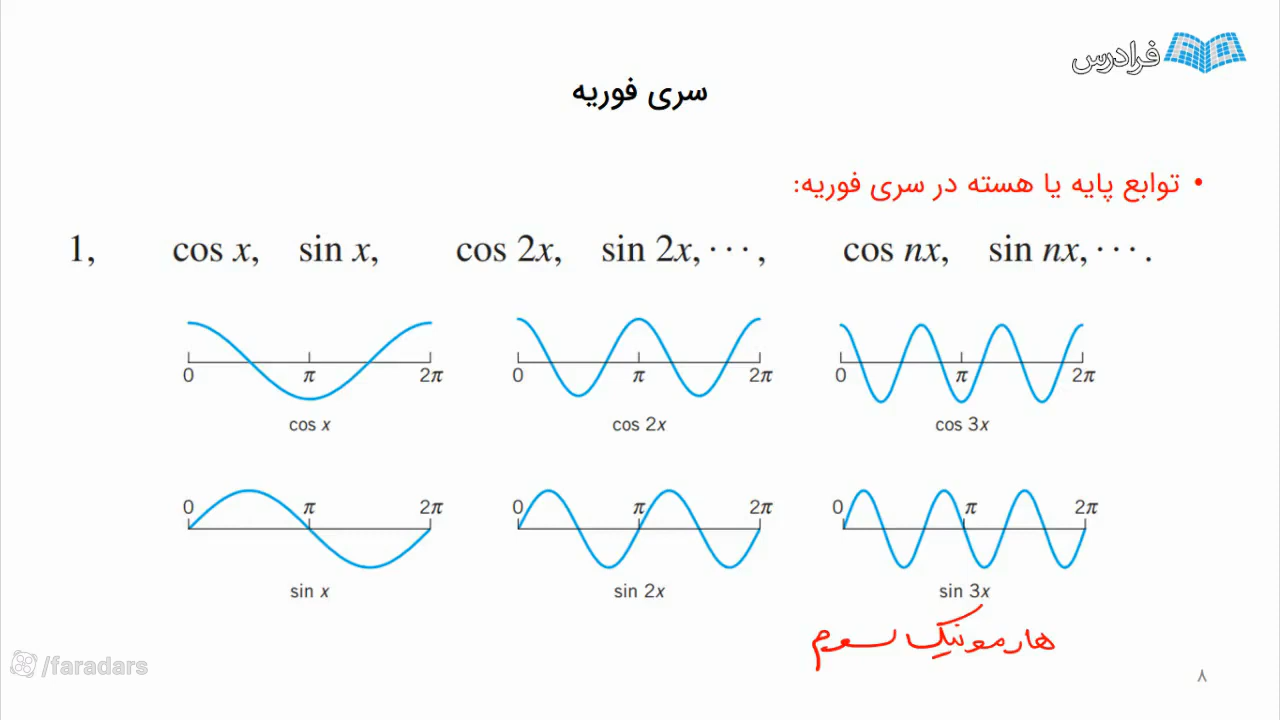 فرادرس
سری فوریه
• توابع پایه یا هسته در سری فوریه:
1, cos x, sin x, cos 2x, sin 2x, ⋯, cos nx, sin nx, ⋯.
0 π 2π 0 π 2π 0 π 2π
cos x cos 2x cos 3x
0 π 2π 0 π 2π 0 π 2π
sin x sin 2x sin 3x
هارمونیک سوم
/faradars
۸